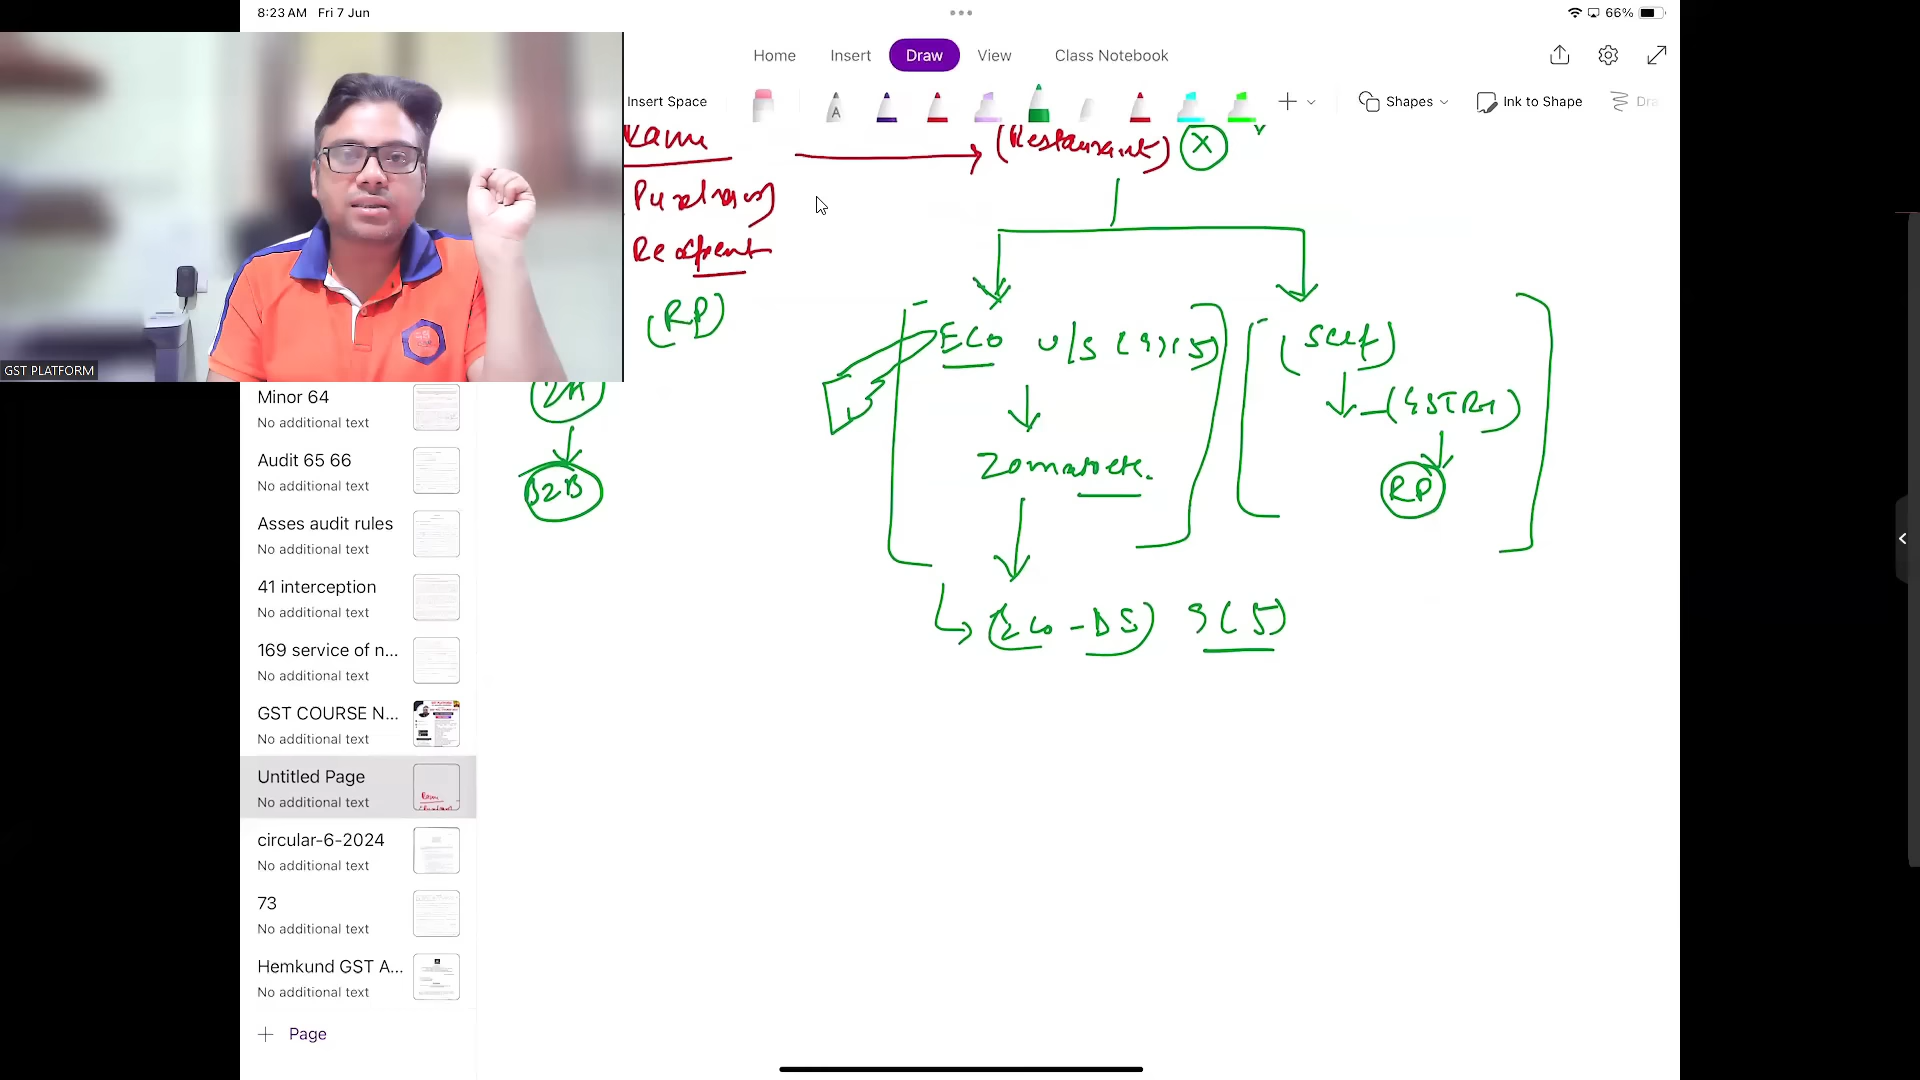 8:23 AM Fri 7 Jun
66%
Home Insert Draw View Class Notebook
Insert Space
A
Shapes
Ink to Shape
Dra
(Restaurant) X
Recipient
(RP)
GST PLATFORM
ECO u/s (9)(5)
(Self)
(GSTR1)
Zomato etc.
RP
2A
B2B
(ECO - DS) 9(5)
Minor 64
No additional text
Audit 65 66
No additional text
Asses audit rules
No additional text
41 interception
No additional text
169 service of n...
No additional text
GST COURSE N...
No additional text
Untitled Page
No additional text
circular-6-2024
No additional text
73
No additional text
Hemkund GST A...
No additional text
Page